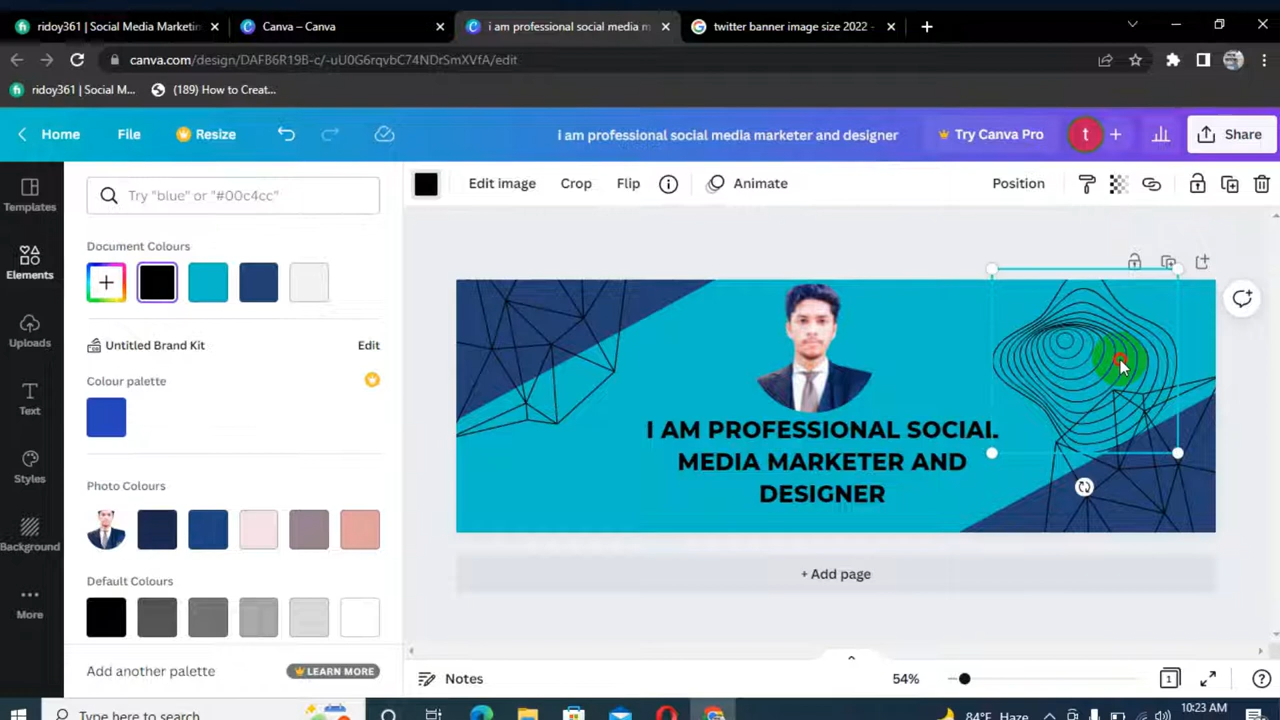 ridoy361 | Social Media Marketin
Canva – Canva
i am professional social media m
twitter banner image size 2022 -
canva.com/design/DAFB6R19B-c/-uU0G6rqvbC74NDrSmXVfA/edit
ridoy361 | Social M...
(189) How to Creat...
Home
File
Resize
i am professional social media marketer and designer
Try Canva Pro
t
Share
Templates
Elements
Uploads
Text
Styles
Background
More
Try "blue" or "#00c4cc"
Document Colours
Untitled Brand Kit
Edit
Colour palette
Photo Colours
Default Colours
Add another palette
LEARN MORE
Edit image
Crop
Flip
Animate
Position
I AM PROFESSIONAL SOCIAL
MEDIA MARKETER AND
DESIGNER
+ Add page
Notes
54%
1
Type here to search
84°F Haze
10:23 AM